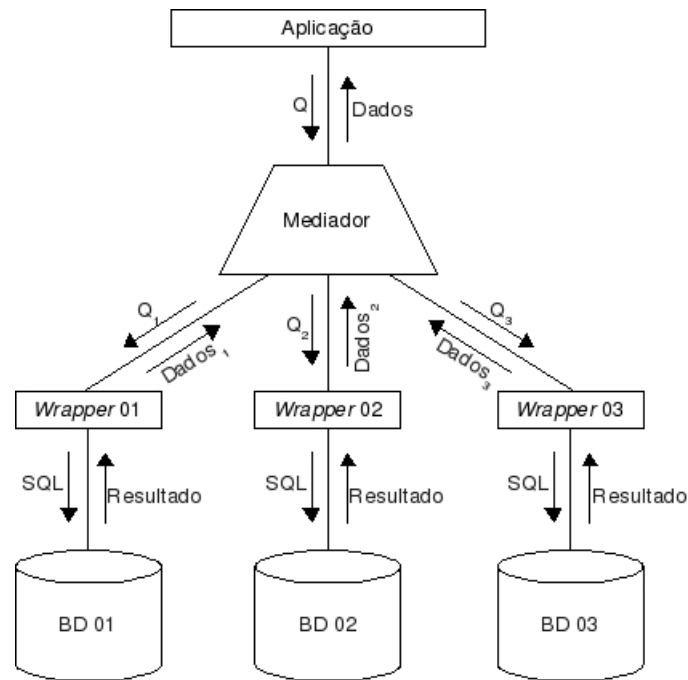 Aplicação
Q
Dados
Mediador
Q1
Dados1
Q2
Dados2
Q3
Dados3
Wrapper 01
Wrapper 02
Wrapper 03
SQL
Resultado
SQL
Resultado
SQL
Resultado
BD 01
BD 02
BD 03